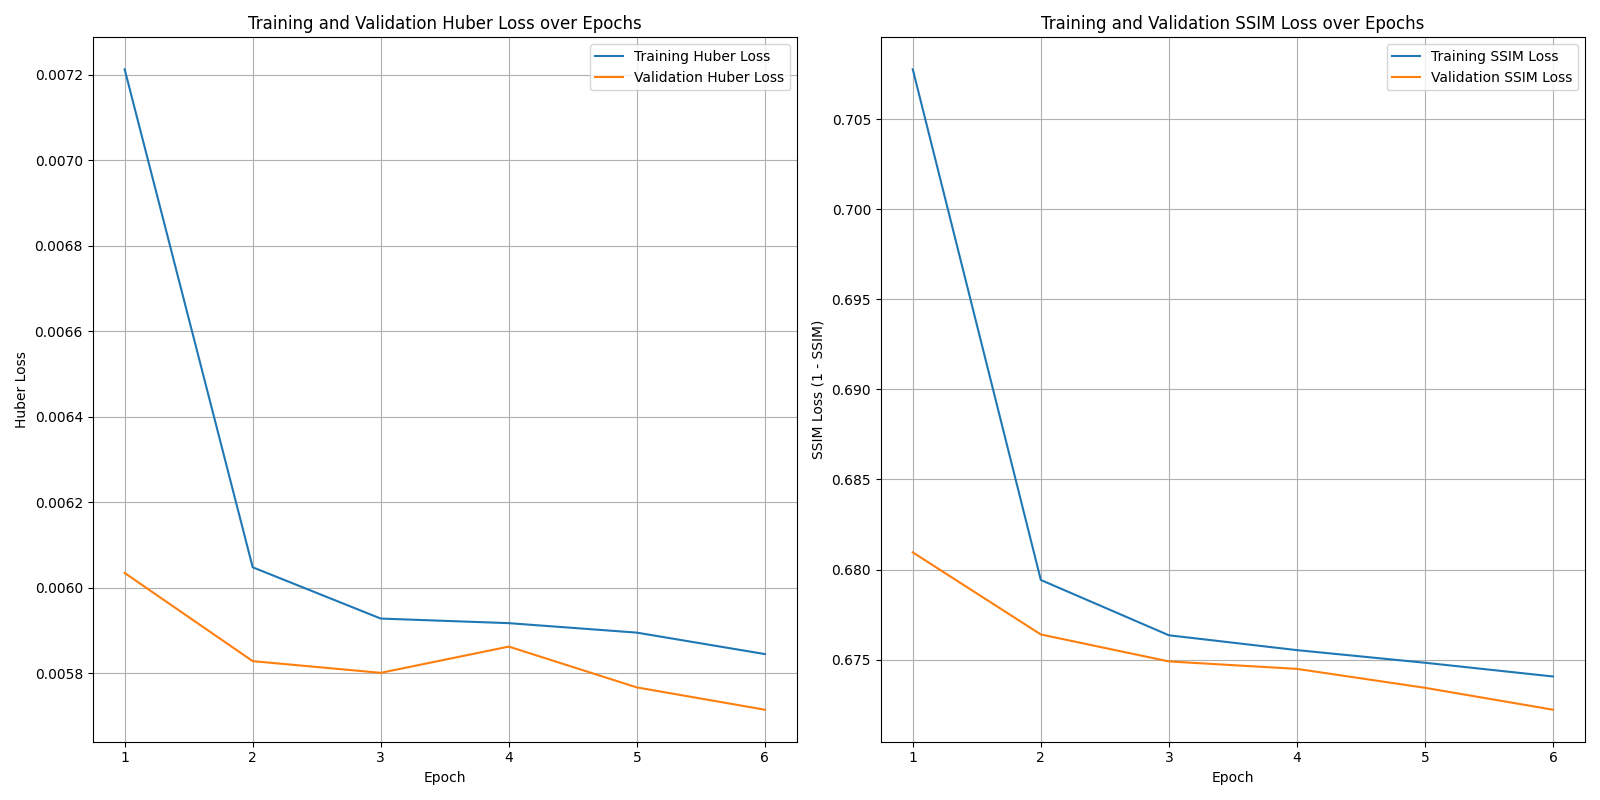 Training and Validation Huber Loss over Epochs
Training Huber Loss
Validation Huber Loss
0.0072
0.0070
0.0068
0.0066
0.0064
0.0062
0.0060
0.0058
Huber Loss
1 2 3 4 5 6
Epoch
Training and Validation SSIM Loss over Epochs
Training SSIM Loss
Validation SSIM Loss
0.705
0.700
0.695
0.690
0.685
0.680
0.675
SSIM Loss (1 - SSIM)
1 2 3 4 5 6
Epoch